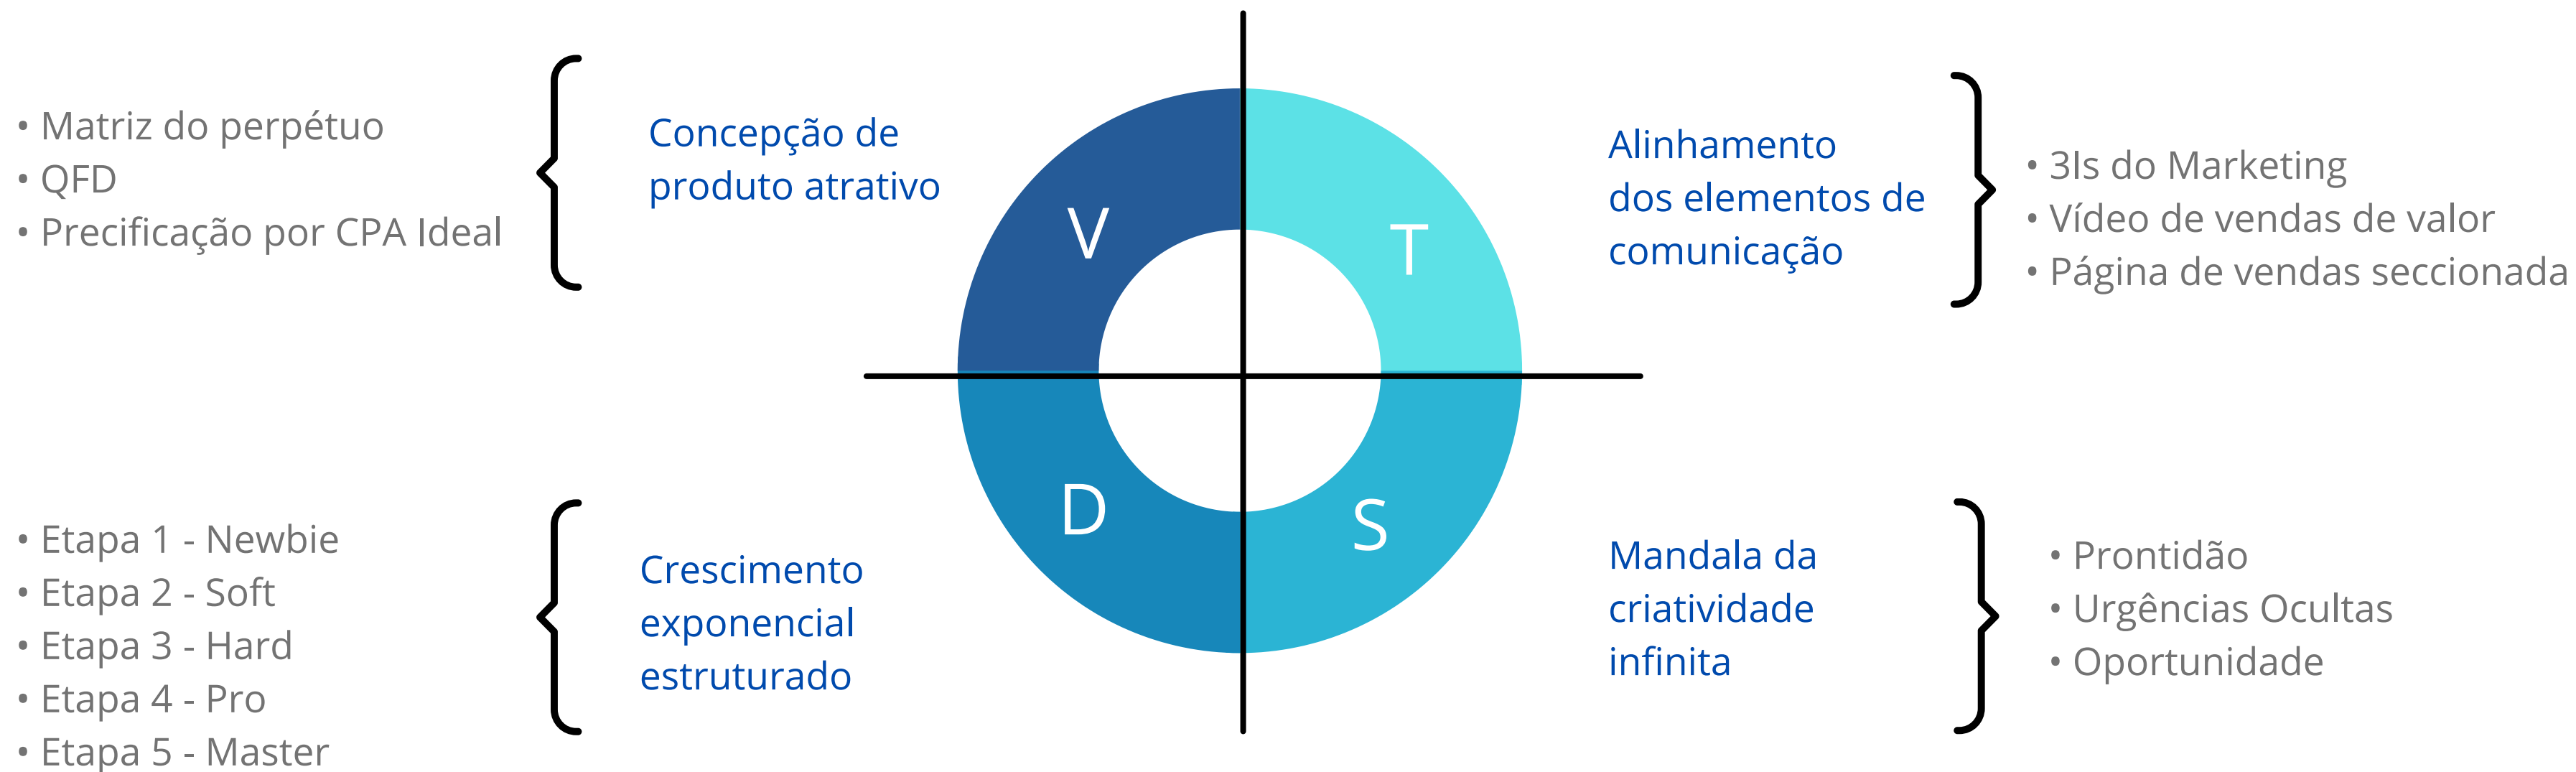 • Matriz do perpétuo
• QFD
• Precificação por CPA Ideal
Concepção de
produto atrativo
V
T
Alinhamento
dos elementos de
comunicação
• 3Is do Marketing
• Vídeo de vendas de valor
• Página de vendas seccionada
• Etapa 1 - Newbie
• Etapa 2 - Soft
• Etapa 3 - Hard
• Etapa 4 - Pro
• Etapa 5 - Master
Crescimento
exponencial
estruturado
D
S
Mandala da
criatividade
infinita
• Prontidão
• Urgências Ocultas
• Oportunidade